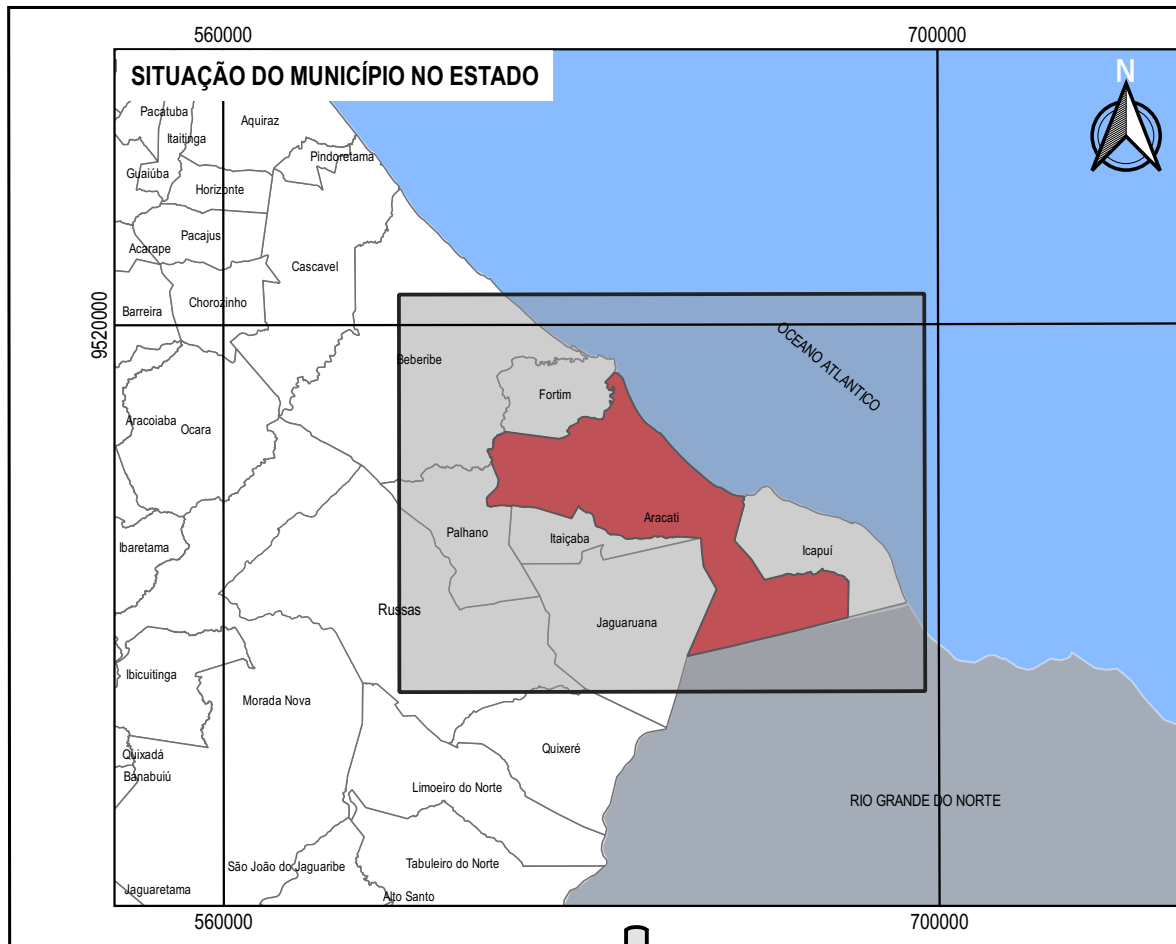 560000
700000
SITUAÇÃO DO MUNICÍPIO NO ESTADO
N
Pacatuba
Aquiraz
Itaitinga
Pindoretama
Guaiúba
Horizonte
Pacajus
Acarape
Cascavel
Chorozinho
Barreira
9520000
OCEANO ATLANTICO
Beberibe
Fortim
Aracoiaba
Ocara
Aracati
Palhano
Itaiçaba
Ibaretama
Icapuí
Russas
Jaguaruana
Ibicuitinga
Morada Nova
Quixeré
Quixadá
Banabuiú
Limoeiro do Norte
RIO GRANDE DO NORTE
São João do Jaguaribe
Tabuleiro do Norte
Jaguaretama
Alto Santo
560000
700000